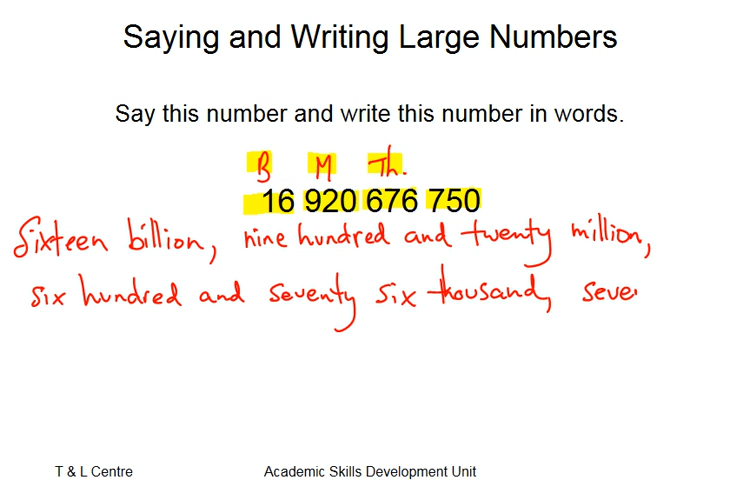 Saying and Writing Large Numbers
Say this number and write this number in words.
B M Th.
16 920 676 750
Sixteen billion, nine hundred and twenty million,
six hundred and seventy six thousand, seve
T & L Centre Academic Skills Development Unit